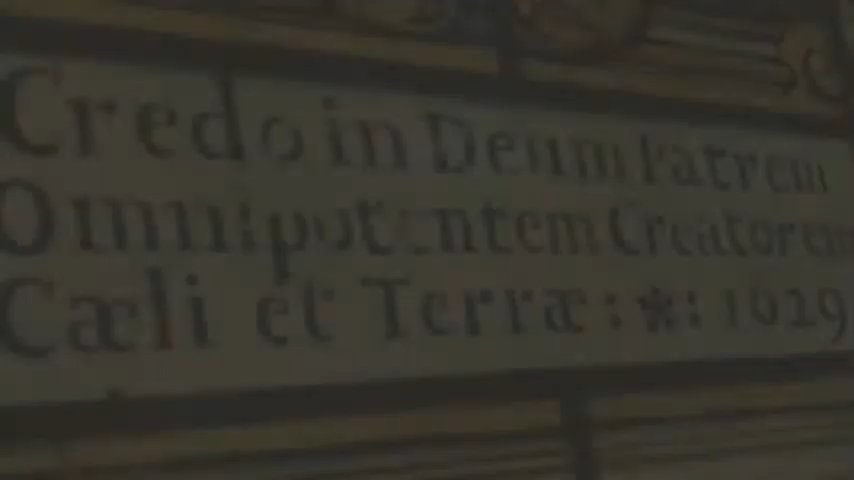 Credo in Deum Patrem
Omnipotentem Creatorem
Cæli et Terræ :*: 1629